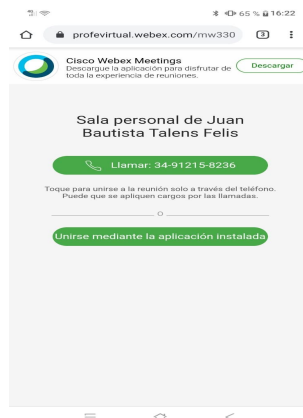 65 % 16:22
profevirtual.webex.com/mw330 3
Cisco Webex Meetings
Descargue la aplicación para disfrutar de
toda la experiencia de reuniones.
Descargar
Sala personal de Juan
Bautista Talens Felis
Llamar: 34-91215-8236
Toque para unirse a la reunión solo a través del teléfono.
Puede que se apliquen cargos por las llamadas.
O
Unirse mediante la aplicación instalada